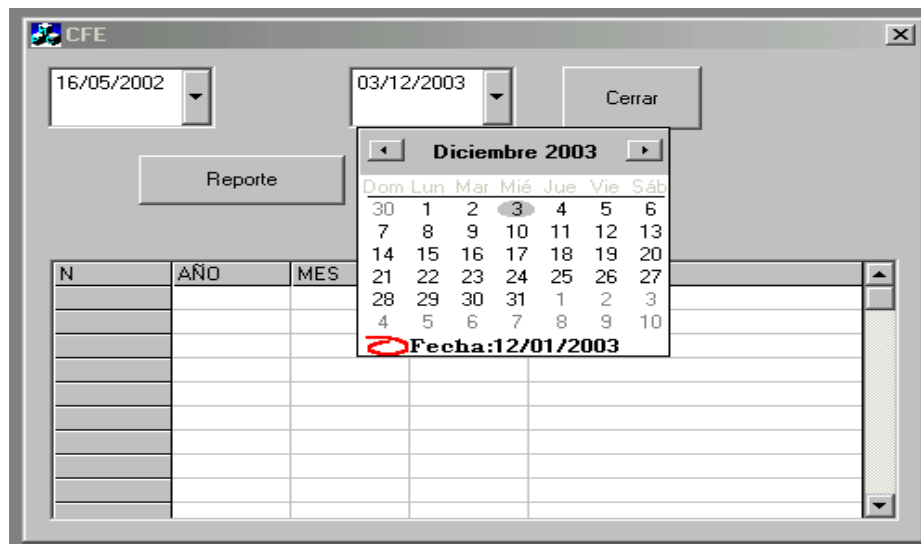 CFE
16/05/2002
03/12/2003
Cerrar
Reporte
Diciembre 2003
Dom Lun Mar Mié Jue Vie Sáb
30 1 2 3 4 5 6
7 8 9 10 11 12 13
14 15 16 17 18 19 20
21 22 23 24 25 26 27
28 29 30 31 1 2 3
4 5 6 7 8 9 10
Fecha:12/01/2003
N AÑO MES